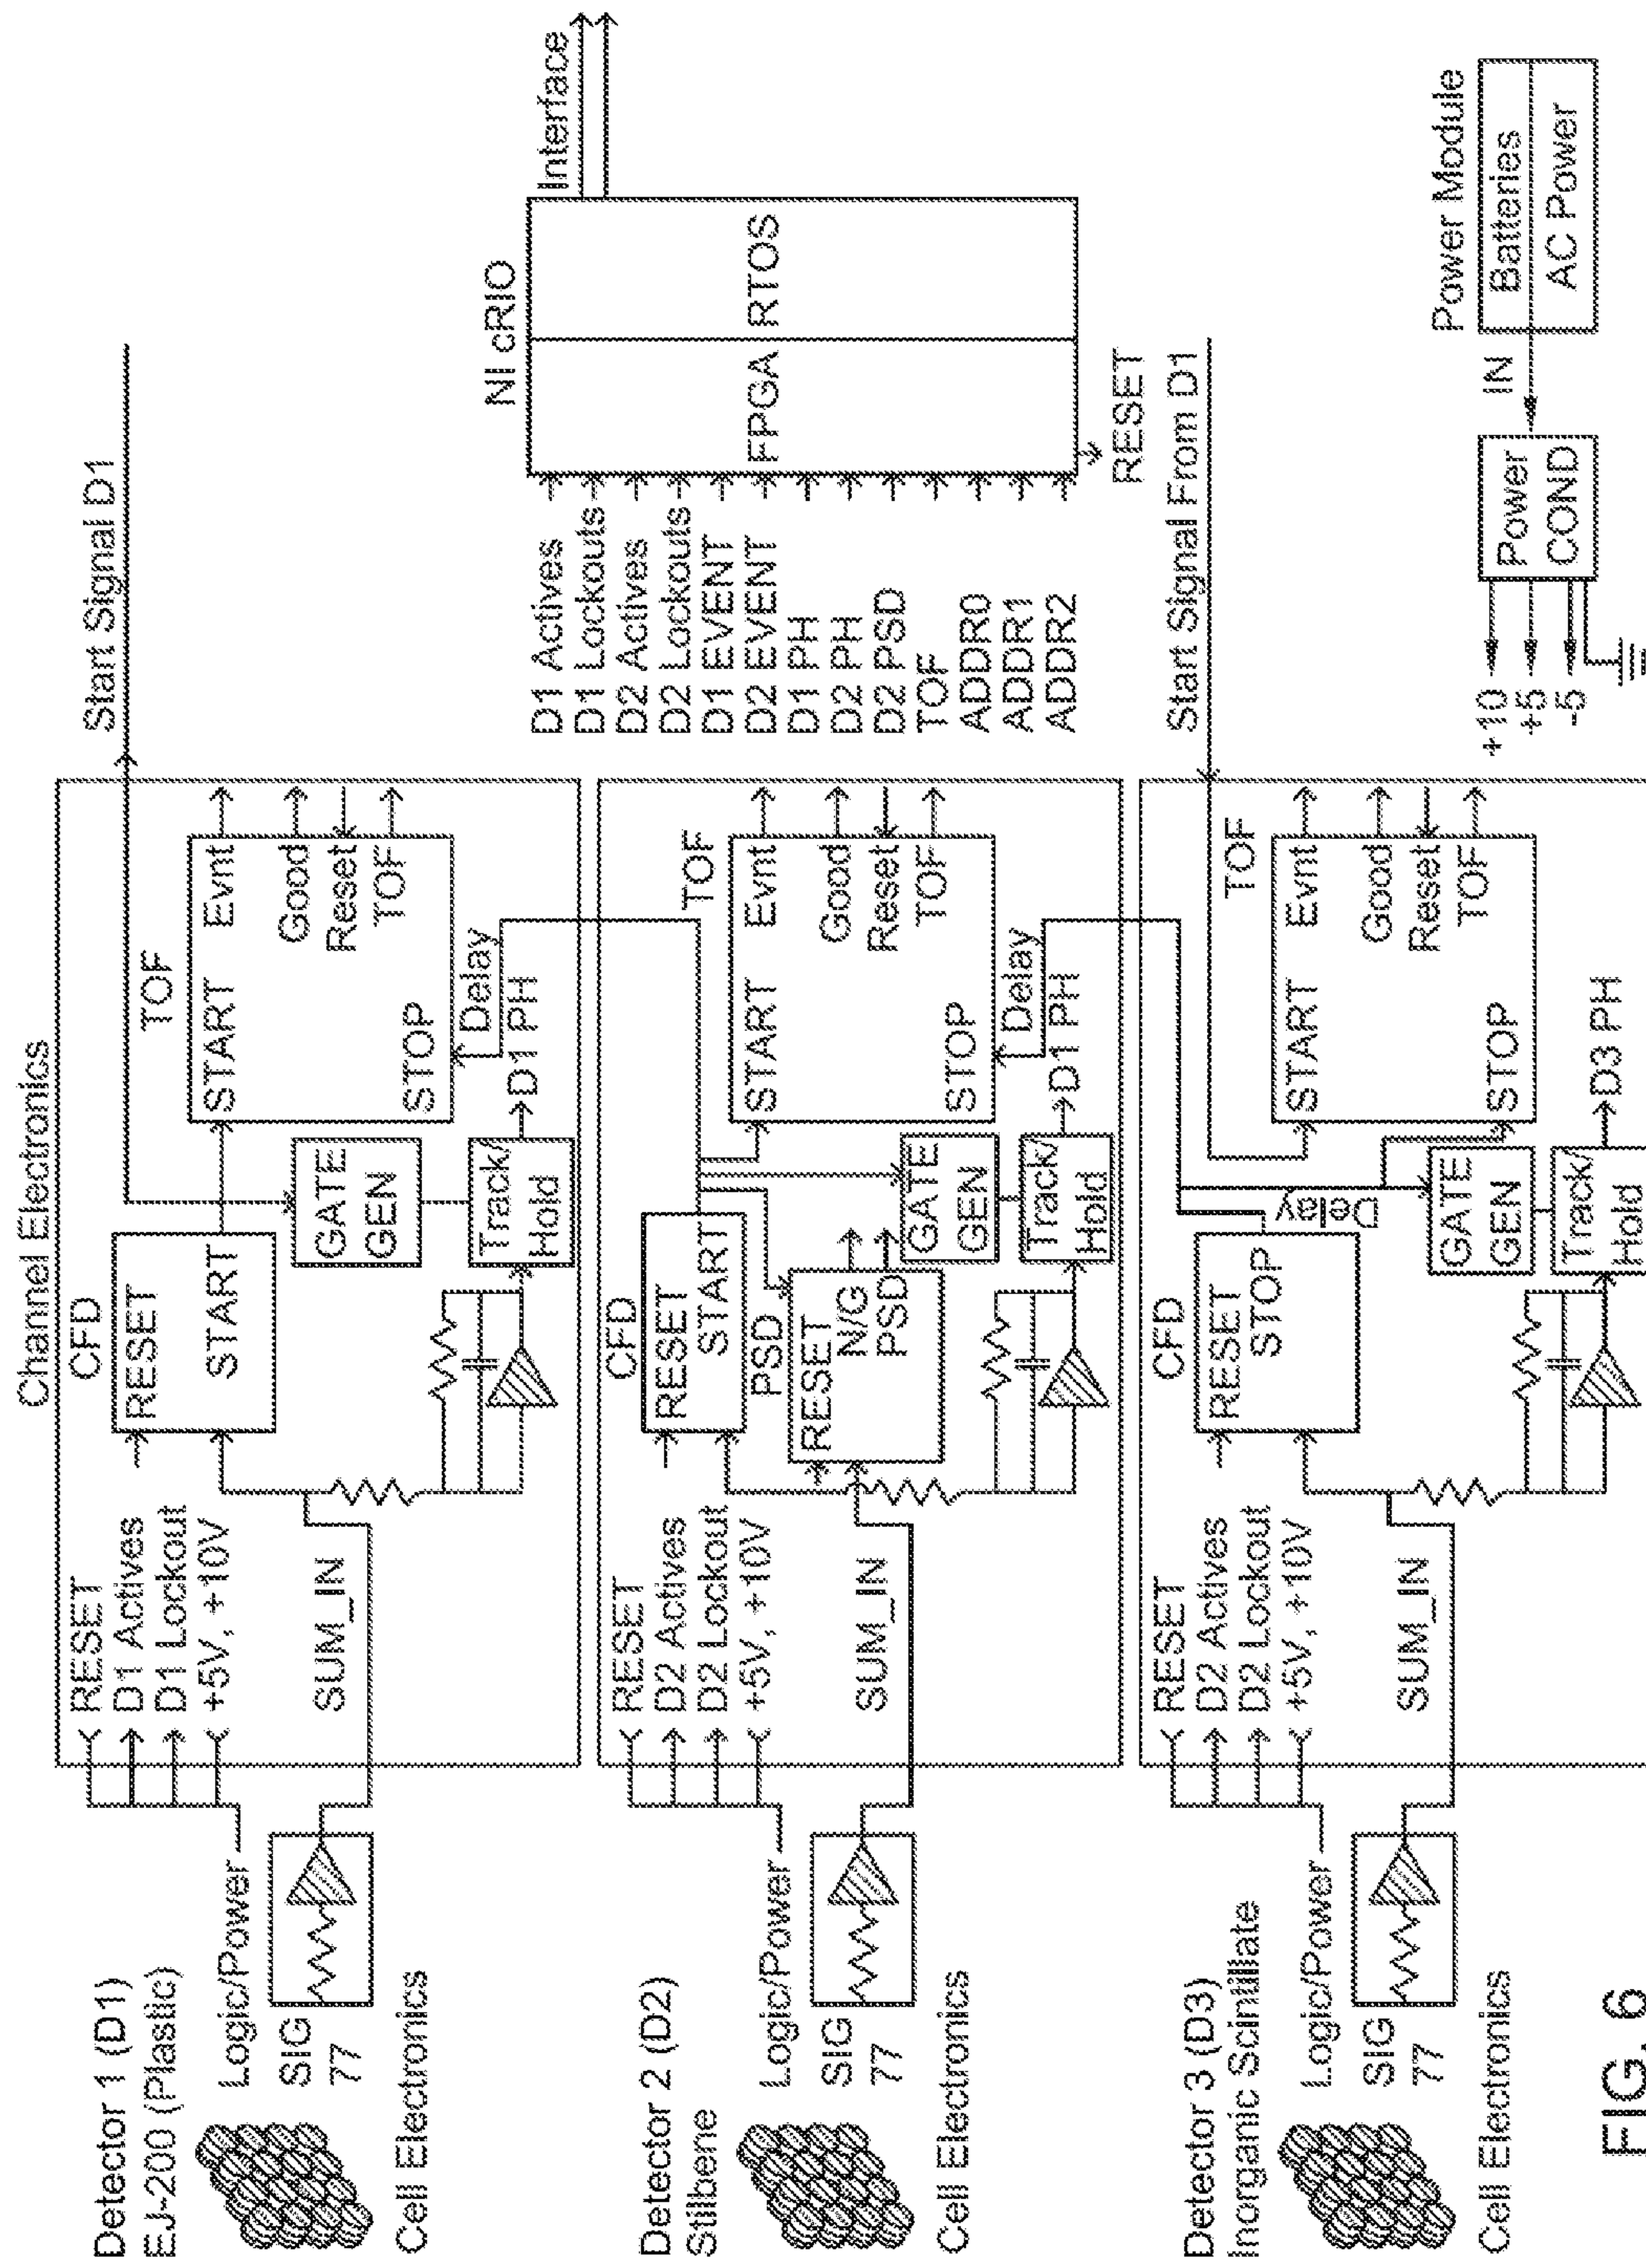 Channel Electronics
Detector 1 (D1)
EJ-200 (Plastic)
Logic/Power
SIG
77
Cell Electronics
RESET
D1 Actives
D1 Lockout
+5V, +10V
SUM_IN
CFD
RESET
START
GATE
GEN
Track/
Hold
D1 PH
TOF
START
STOP
Evnt
Good
Reset
TOF
Delay
Start Signal D1
Detector 2 (D2)
Stilbene
Logic/Power
SIG
77
Cell Electronics
RESET
D2 Actives
D2 Lockout
+5V, +10V
SUM_IN
CFD
RESET
START
PSD
RESET
N/G
PSD
GATE
GEN
Track/
Hold
D1 PH
TOF
START
STOP
Evnt
Good
Reset
TOF
Delay
NI cRIO
FPGA
RTOS
Interface
D1 Actives
D1 Lockouts
D2 Actives
D2 Lockouts
D1 EVENT
D2 EVENT
D1 PH
D2 PH
D2 PSD
TOF
ADDR0
ADDR1
ADDR2
RESET
Detector 3 (D3)
Inorganic Scintillate
Logic/Power
SIG
77
Cell Electronics
RESET
D2 Actives
D2 Lockout
+5V, +10V
SUM_IN
CFD
RESET
STOP
Delay
GATE
GEN
Track/
Hold
D3 PH
TOF
START
STOP
Evnt
Good
Reset
TOF
Start Signal From D1
+10
+5
-5
Power
COND
IN
Power Module
Batteries
AC Power
FIG. 6